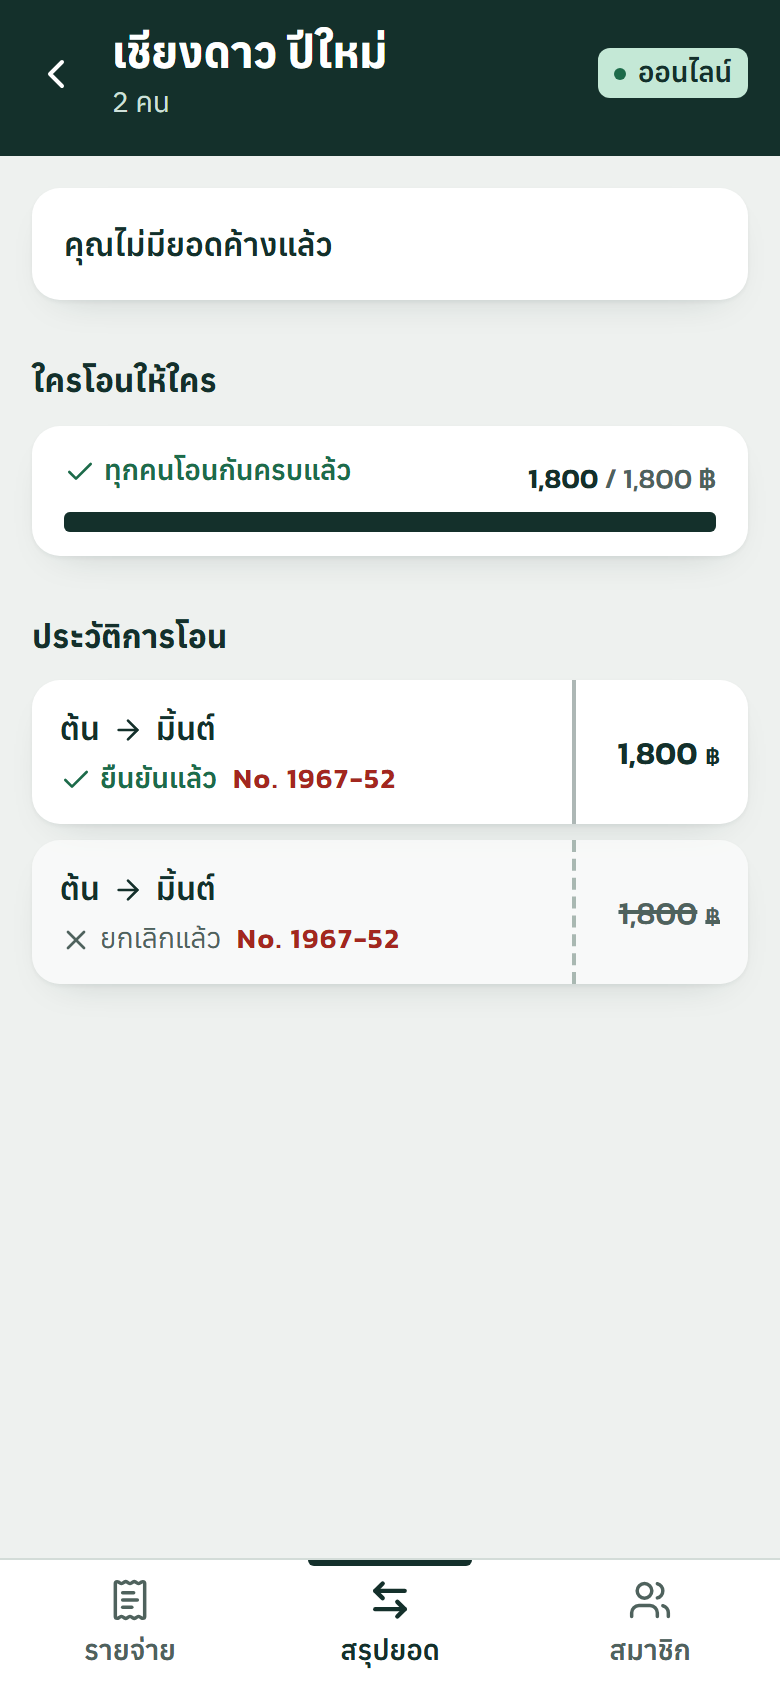 เชียงดาว ปีใหม่
2 คน
ออนไลน์
คุณไม่มียอดค้างแล้ว
ใครโอนให้ใคร
ทุกคนโอนกันครบแล้ว
1,800 / 1,800 ฿
ประวัติการโอน
ต้น → มิ้นต์
ยืนยันแล้ว No. 1967-52
1,800 ฿
ต้น → มิ้นต์
ยกเลิกแล้ว No. 1967-52
1,800 ฿
รายจ่าย
สรุปยอด
สมาชิก